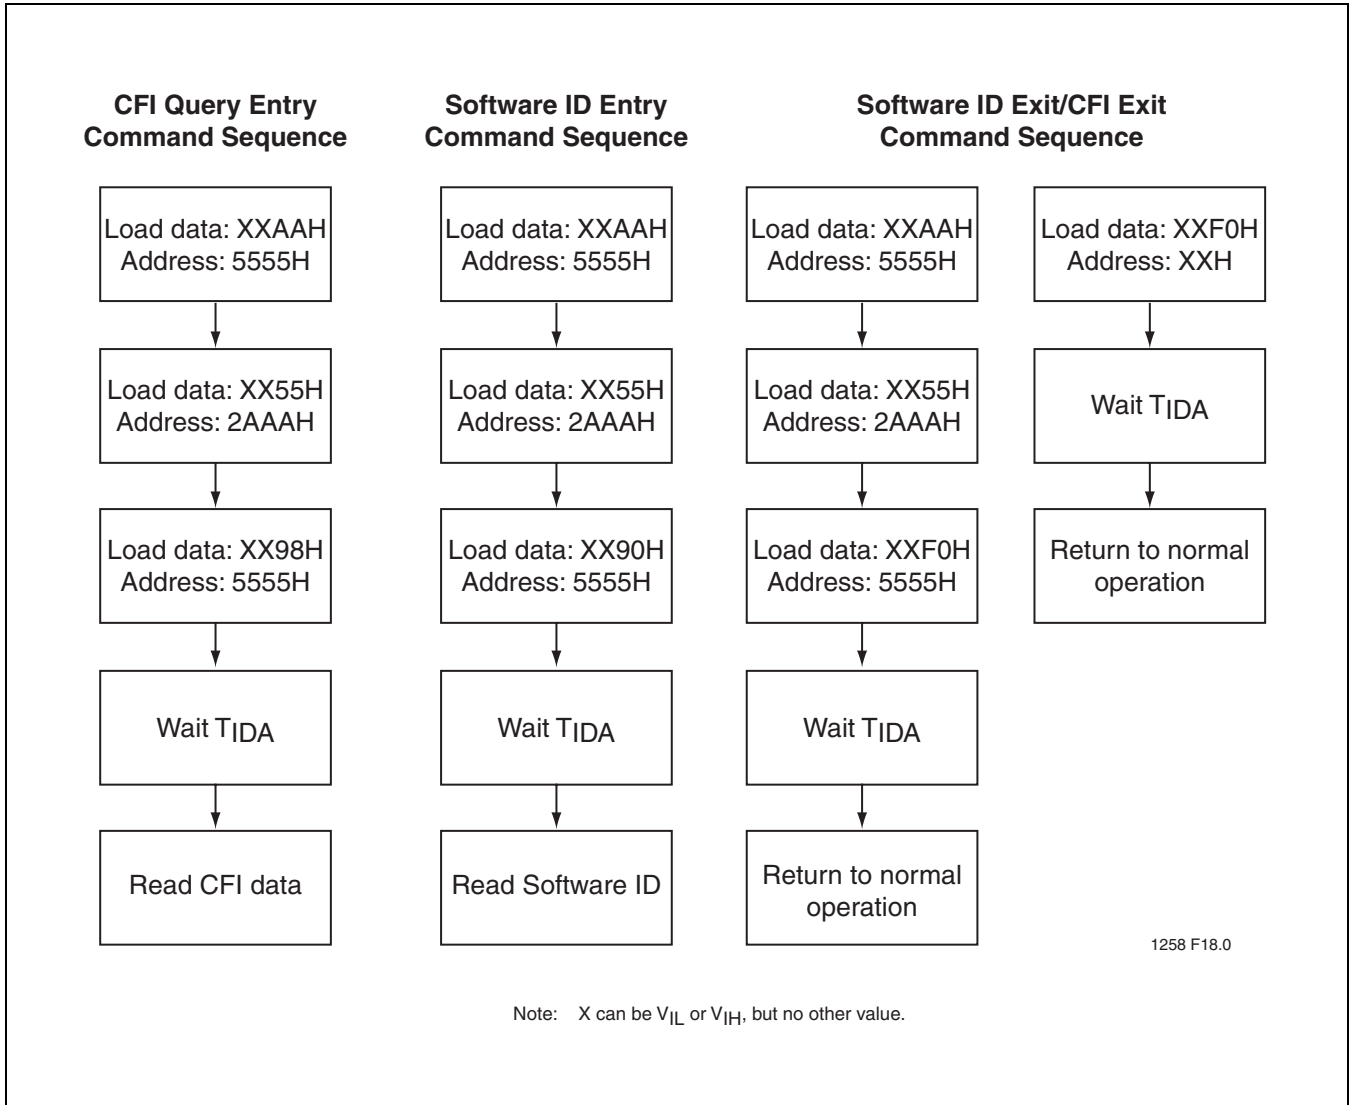 CFI Query Entry
Command Sequence
Load data: XXAAH
Address: 5555H
Load data: XX55H
Address: 2AAAH
Load data: XX98H
Address: 5555H
Wait TIDA
Read CFI data
Software ID Entry
Command Sequence
Load data: XXAAH
Address: 5555H
Load data: XX55H
Address: 2AAAH
Load data: XX90H
Address: 5555H
Wait TIDA
Read Software ID
Software ID Exit/CFI Exit
Command Sequence
Load data: XXAAH
Address: 5555H
Load data: XX55H
Address: 2AAAH
Load data: XXF0H
Address: 5555H
Wait TIDA
Return to normal
operation
Load data: XXF0H
Address: XXH
Wait TIDA
Return to normal
operation
1258 F18.0
Note: X can be VIL or VIH, but no other value.